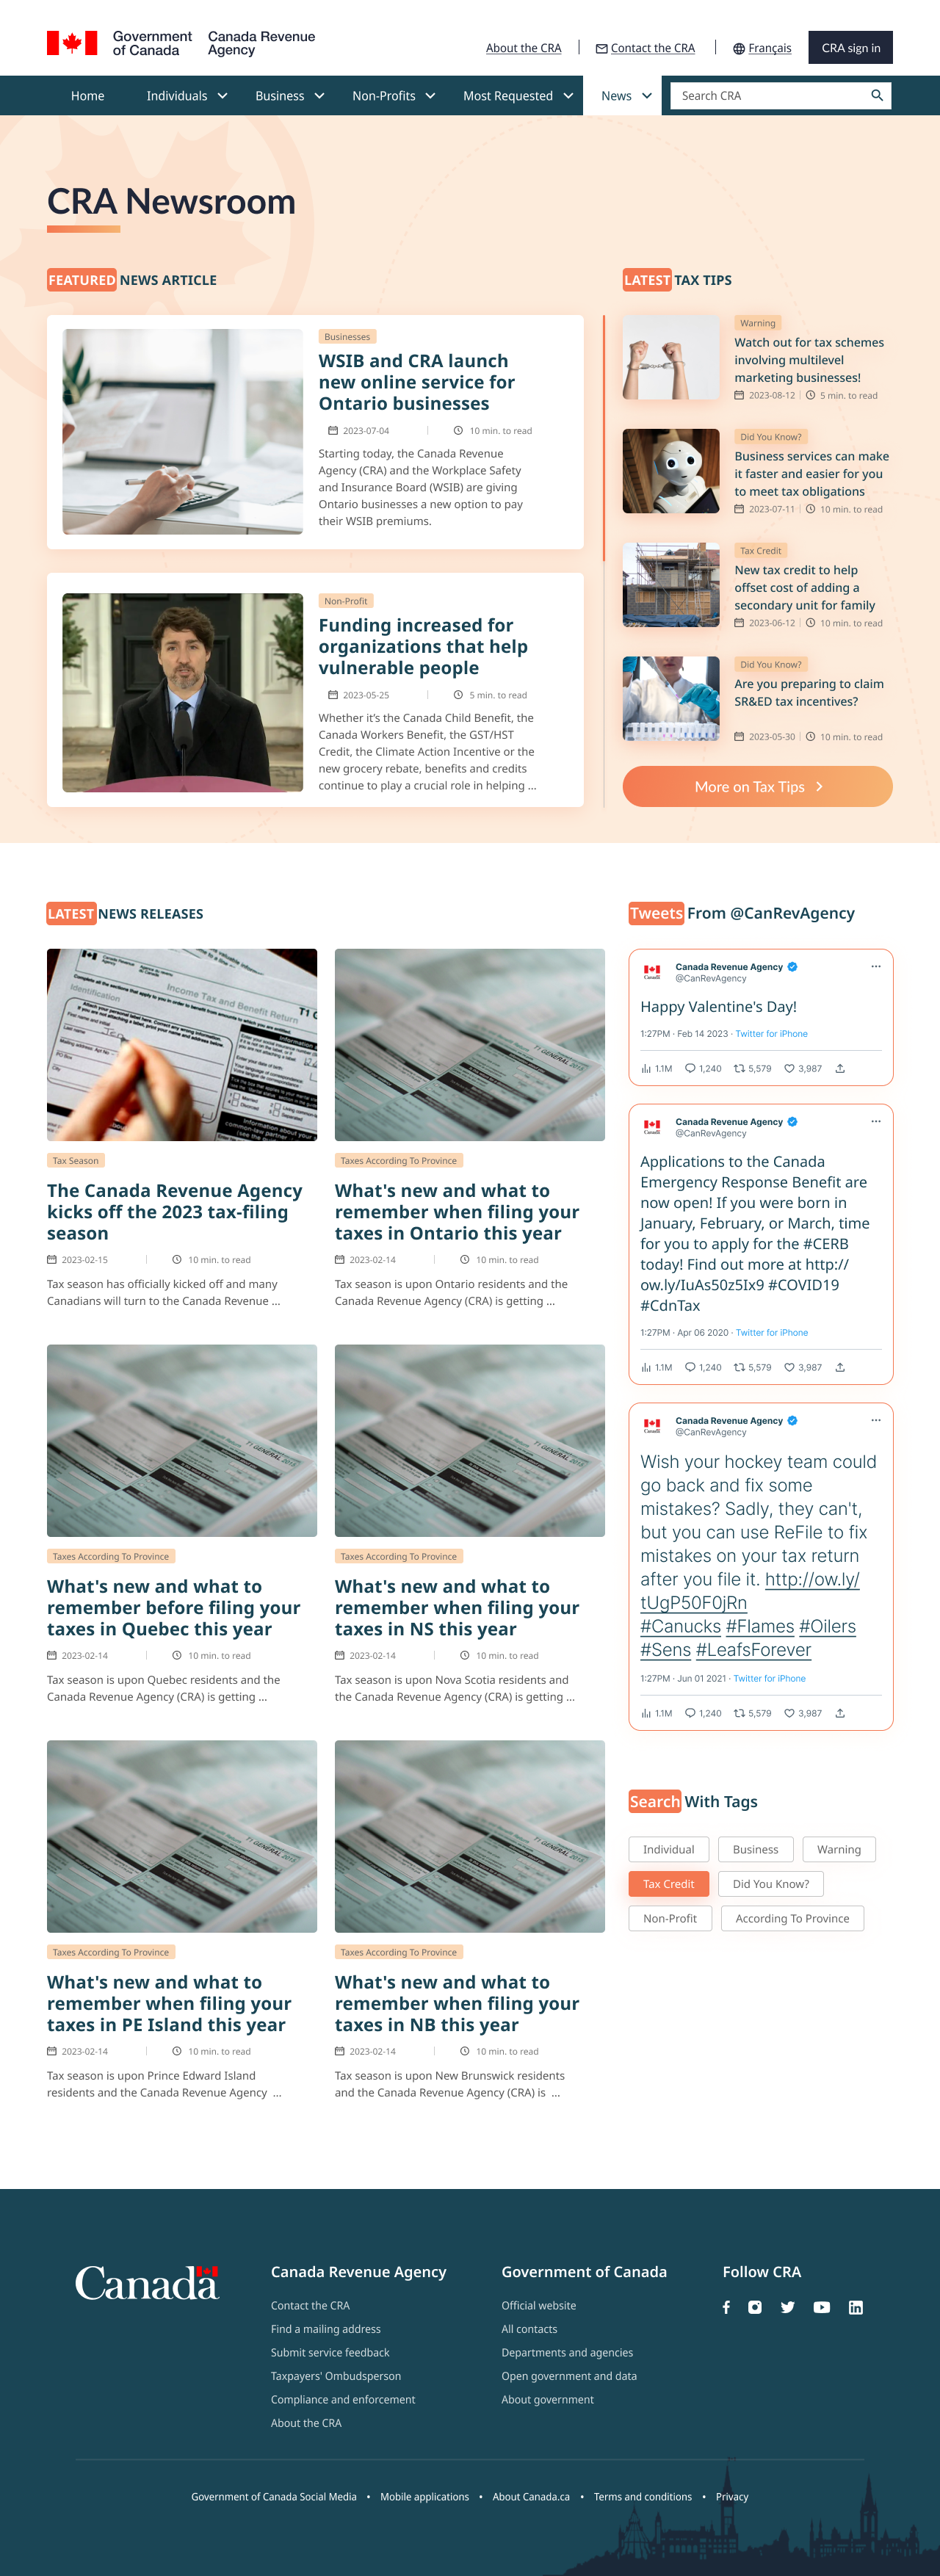 Government of Canada
Canada Revenue Agency
About the CRA
Contact the CRA
Français
CRA sign in
Home
Individuals
Business
Non-Profits
Most Requested
News
Search CRA
CRA Newsroom
FEATURED NEWS ARTICLE
Businesses
WSIB and CRA launch
new online service for
Ontario businesses
2023-07-04
10 min. to read
Starting today, the Canada Revenue
Agency (CRA) and the Workplace Safety
and Insurance Board (WSIB) are giving
Ontario businesses a new option to pay
their WSIB premiums.
Non-Profit
Funding increased for
organizations that help
vulnerable people
2023-05-25
5 min. to read
Whether it's the Canada Child Benefit, the
Canada Workers Benefit, the GST/HST
Credit, the Climate Action Incentive or the
new grocery rebate, benefits and credits
continue to play a crucial role in helping ...
LATEST TAX TIPS
Warning
Watch out for tax schemes
involving multilevel
marketing businesses!
2023-08-12
5 min. to read
Did You Know?
Business services can make
it faster and easier for you
to meet tax obligations
2023-07-11
10 min. to read
Tax Credit
New tax credit to help
offset cost of adding a
secondary unit for family
2023-06-12
10 min. to read
Did You Know?
Are you preparing to claim
SR&ED tax incentives?
2023-05-30
10 min. to read
More on Tax Tips
LATEST NEWS RELEASES
Income Tax and Benefit Return
T1 G
Identification
Tax Season
The Canada Revenue Agency
kicks off the 2023 tax-filing
season
2023-02-15
10 min. to read
Tax season has officially kicked off and many
Canadians will turn to the Canada Revenue ...
T1 GENERAL
Taxes According To Province
What's new and what to
remember when filing your
taxes in Ontario this year
2023-02-14
10 min. to read
Tax season is upon Ontario residents and the
Canada Revenue Agency (CRA) is getting ...
T1 GENERAL
Taxes According To Province
What's new and what to
remember before filing your
taxes in Quebec this year
2023-02-14
10 min. to read
Tax season is upon Quebec residents and the
Canada Revenue Agency (CRA) is getting ...
T1 GENERAL
Taxes According To Province
What's new and what to
remember when filing your
taxes in NS this year
2023-02-14
10 min. to read
Tax season is upon Nova Scotia residents and
the Canada Revenue Agency (CRA) is getting ...
T1 GENERAL
Taxes According To Province
What's new and what to
remember when filing your
taxes in PE Island this year
2023-02-14
10 min. to read
Tax season is upon Prince Edward Island
residents and the Canada Revenue Agency ...
T1 GENERAL
Taxes According To Province
What's new and what to
remember when filing your
taxes in NB this year
2023-02-14
10 min. to read
Tax season is upon New Brunswick residents
and the Canada Revenue Agency (CRA) is ...
Tweets From @CanRevAgency
Canada
Canada Revenue Agency
@CanRevAgency
Happy Valentine's Day!
1:27PM · Feb 14 2023 · Twitter for iPhone
1.1M 1,240 5,579 3,987
Canada
Canada Revenue Agency
@CanRevAgency
Applications to the Canada
Emergency Response Benefit are
now open! If you were born in
January, February, or March, time
for you to apply for the #CERB
today! Find out more at http://
ow.ly/IuAs50z5Ix9 #COVID19
#CdnTax
1:27PM · Apr 06 2020 · Twitter for iPhone
1.1M 1,240 5,579 3,987
Canada
Canada Revenue Agency
@CanRevAgency
Wish your hockey team could
go back and fix some
mistakes? Sadly, they can't,
but you can use ReFile to fix
mistakes on your tax return
after you file it. http://ow.ly/
tUgP50F0jRn
#Canucks #Flames #Oilers
#Sens #LeafsForever
1:27PM · Jun 01 2021 · Twitter for iPhone
1.1M 1,240 5,579 3,987
Search With Tags
Individual
Business
Warning
Tax Credit
Did You Know?
Non-Profit
According To Province
Canada
Canada Revenue Agency
Contact the CRA
Find a mailing address
Submit service feedback
Taxpayers' Ombudsperson
Compliance and enforcement
About the CRA
Government of Canada
Official website
All contacts
Departments and agencies
Open government and data
About government
Follow CRA
Government of Canada Social Media • Mobile applications • About Canada.ca • Terms and conditions • Privacy